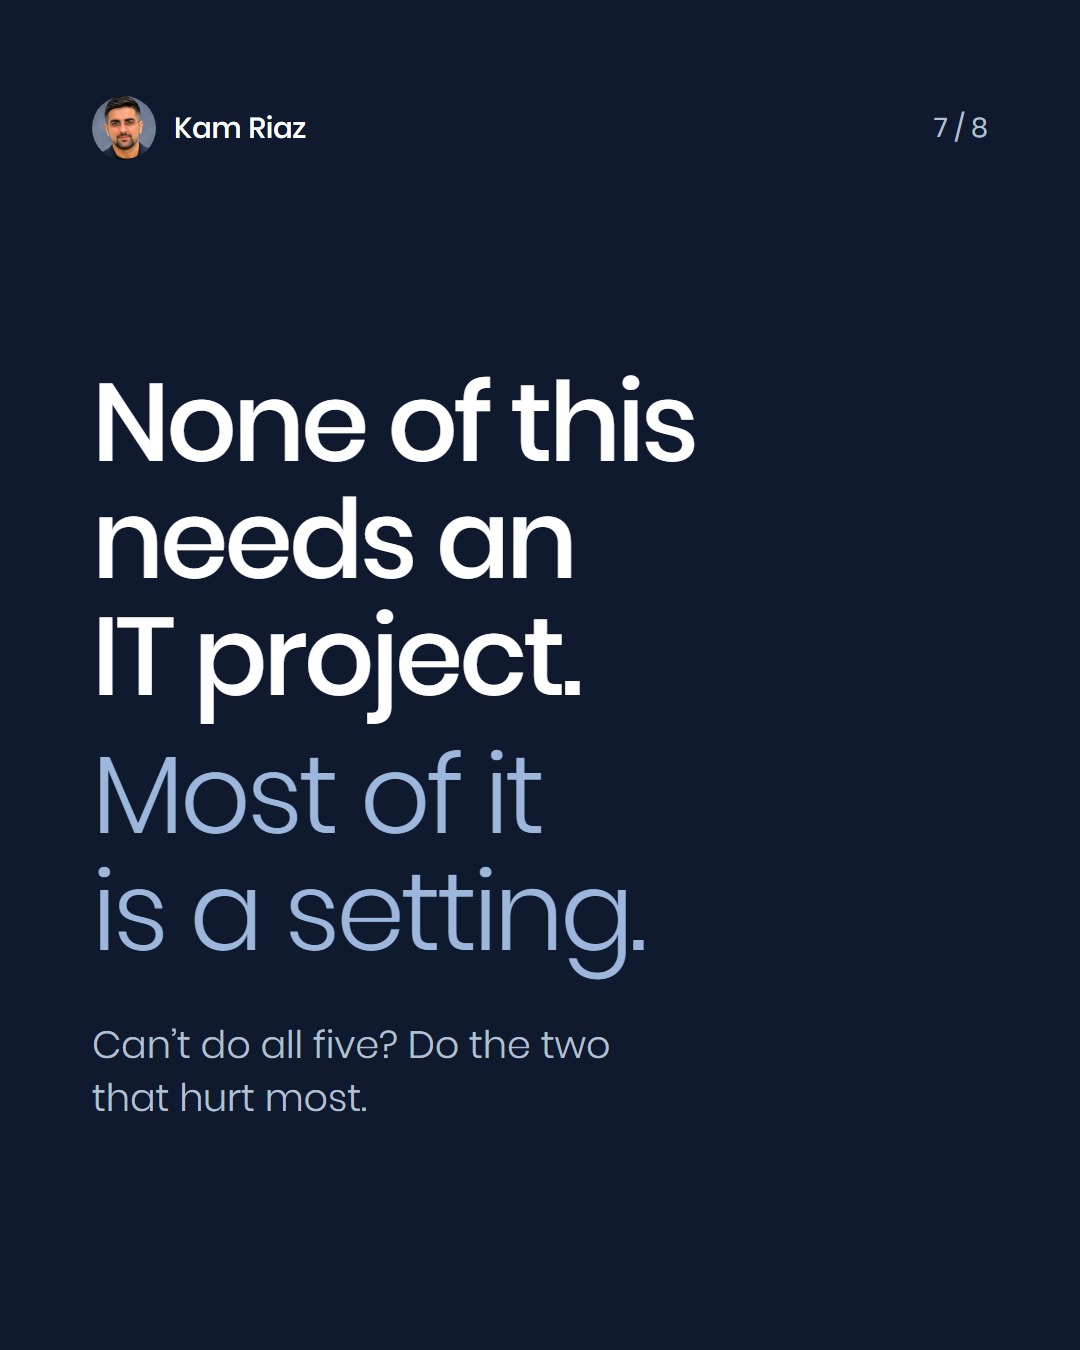 Kam Riaz
7 / 8
None of this
needs an
IT project.
Most of it
is a setting.
Can’t do all five? Do the two
that hurt most.